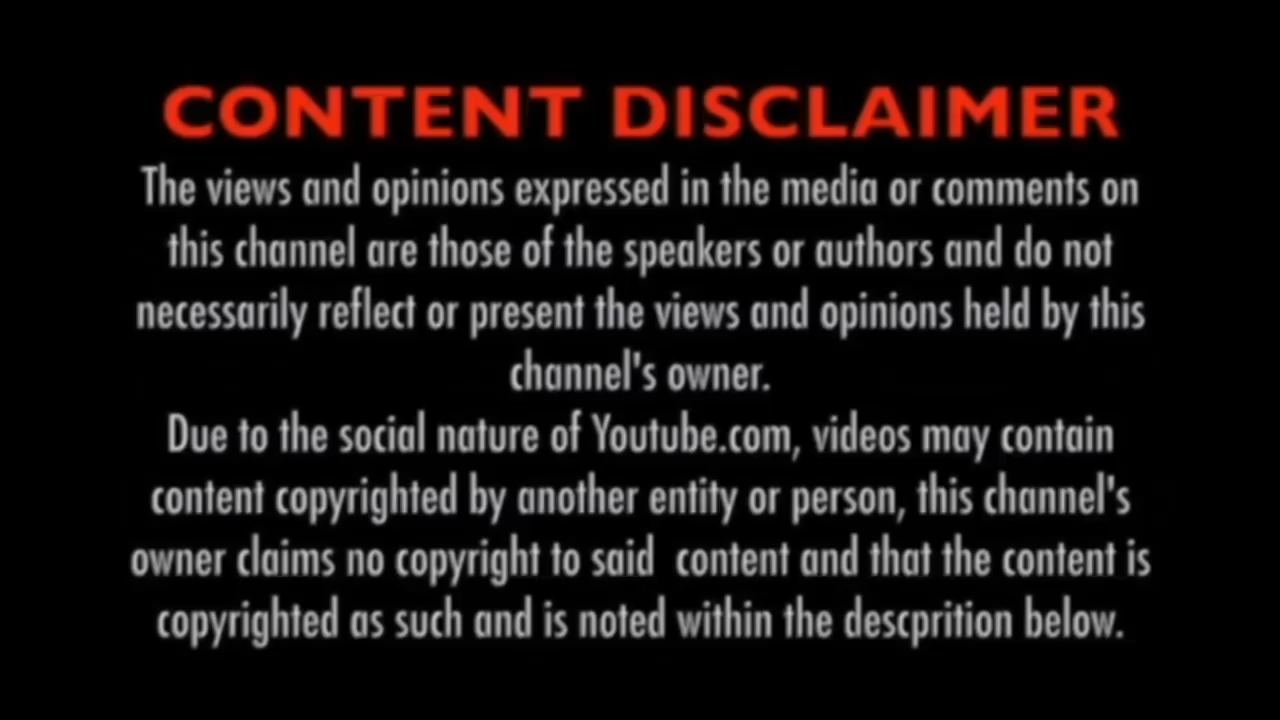 CONTENT DISCLAIMER
The views and opinions expressed in the media or comments on
this channel are those of the speakers or authors and do not
necessarily reflect or present the views and opinions held by this
channel's owner.
Due to the social nature of Youtube.com, videos may contain
content copyrighted by another entity or person, this channel's
owner claims no copyright to said  content and that the content is
copyrighted as such and is noted within the descprition below.